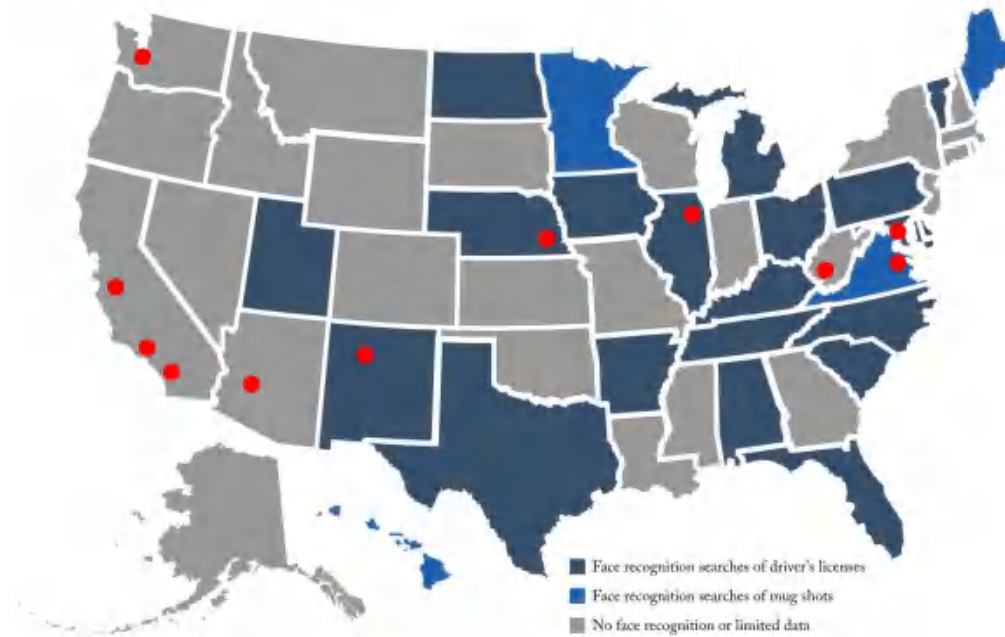 Face recognition searches of driver's licenses
Face recognition searches of mug shots
No face recognition or limited data